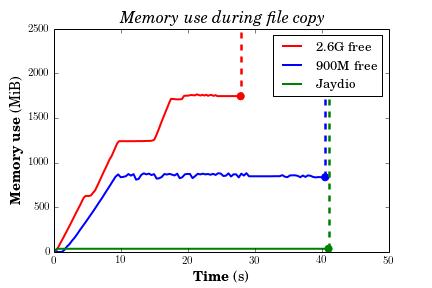 Memory use during file copy
2500
2000
1500
1000
500
0
Memory use (MiB)
2.6G free
900M free
Jaydio
0 10 20 30 40 50
Time (s)